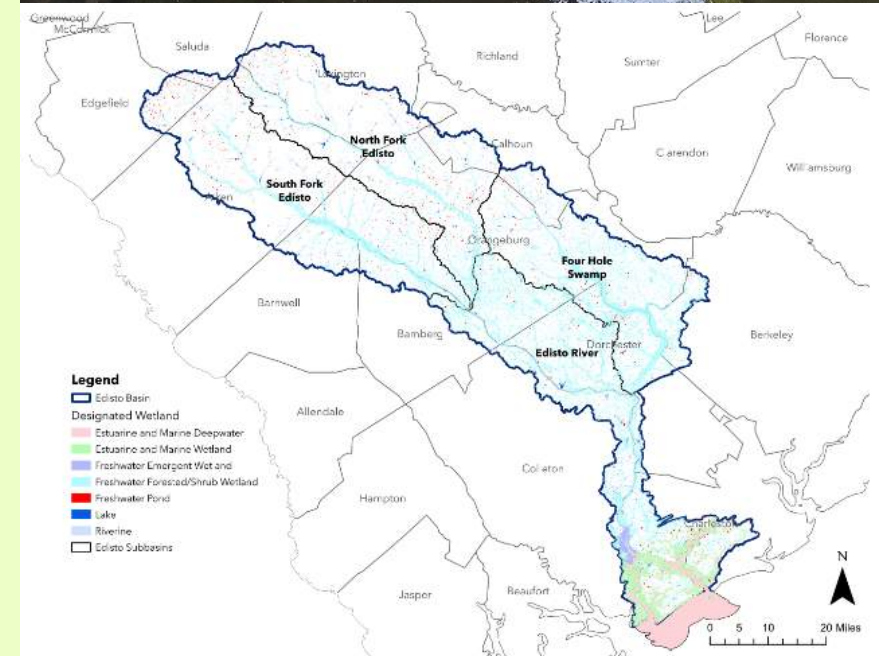 Greenwood
McCormick
Saluda
Lexington
Richland
Lee
Sumter
Florence
Edgefield
North Fork
Edisto
Calhoun
Clarendon
Williamsburg
South Fork
Edisto
Aiken
Orangeburg
Four Hole
Swamp
Barnwell
Bamberg
Edisto River
Dorchester
Berkeley
Legend
Edisto Basin
Designated Wetland
Estuarine and Marine Deepwater
Estuarine and Marine Wetland
Freshwater Emergent Wetland
Freshwater Forested/Shrub Wetland
Freshwater Pond
Lake
Riverine
Edisto Subbasins
Allendale
Colleton
Hampton
Charleston
Jasper
Beaufort
N
0 5 10 20 Miles